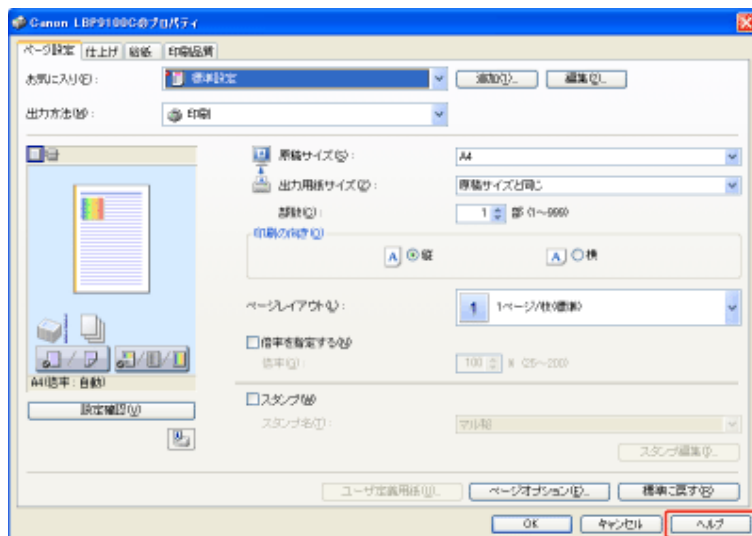 Canon LBP9100Cのプロパティ
ページ設定 仕上げ 給紙 印刷品質
お気に入り(F): 標準設定 追加(1)... 編集(2)...
出力方法(M): 印刷
原稿サイズ(S): A4
出力用紙サイズ(Z): 原稿サイズと同じ
部数(C): 1 部 (1～999)
印刷の向き(O)
A 縦 A 横
ページレイアウト(L): 1 1ページ/枚(標準)
倍率を指定する(N)
倍率(G): 100 % (25～200)
A4(倍率:自動)
スタンプ(W)
設定確認(V)
スタンプ名(T): マル秘
スタンプ編集(I)...
ユーザ定義用紙(U)... ページオプション(E)... 標準に戻す(R)
OK キャンセル ヘルプ